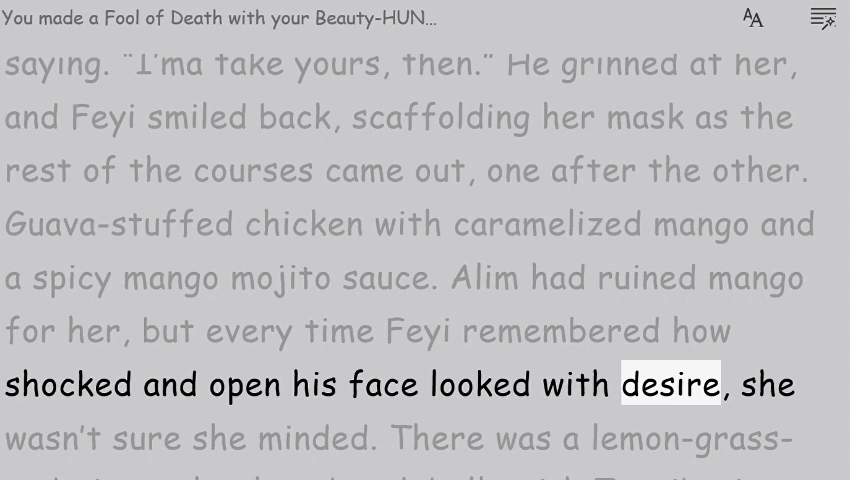 You made a Fool of Death with your Beauty-HUN...
AA
saying. "I'ma take yours, then." He grinned at her,
and Feyi smiled back, scaffolding her mask as the
rest of the courses came out, one after the other.
Guava-stuffed chicken with caramelized mango and
a spicy mango mojito sauce. Alim had ruined mango
for her, but every time Feyi remembered how
shocked and open his face looked with desire, she
wasn't sure she minded. There was a lemon-grass-